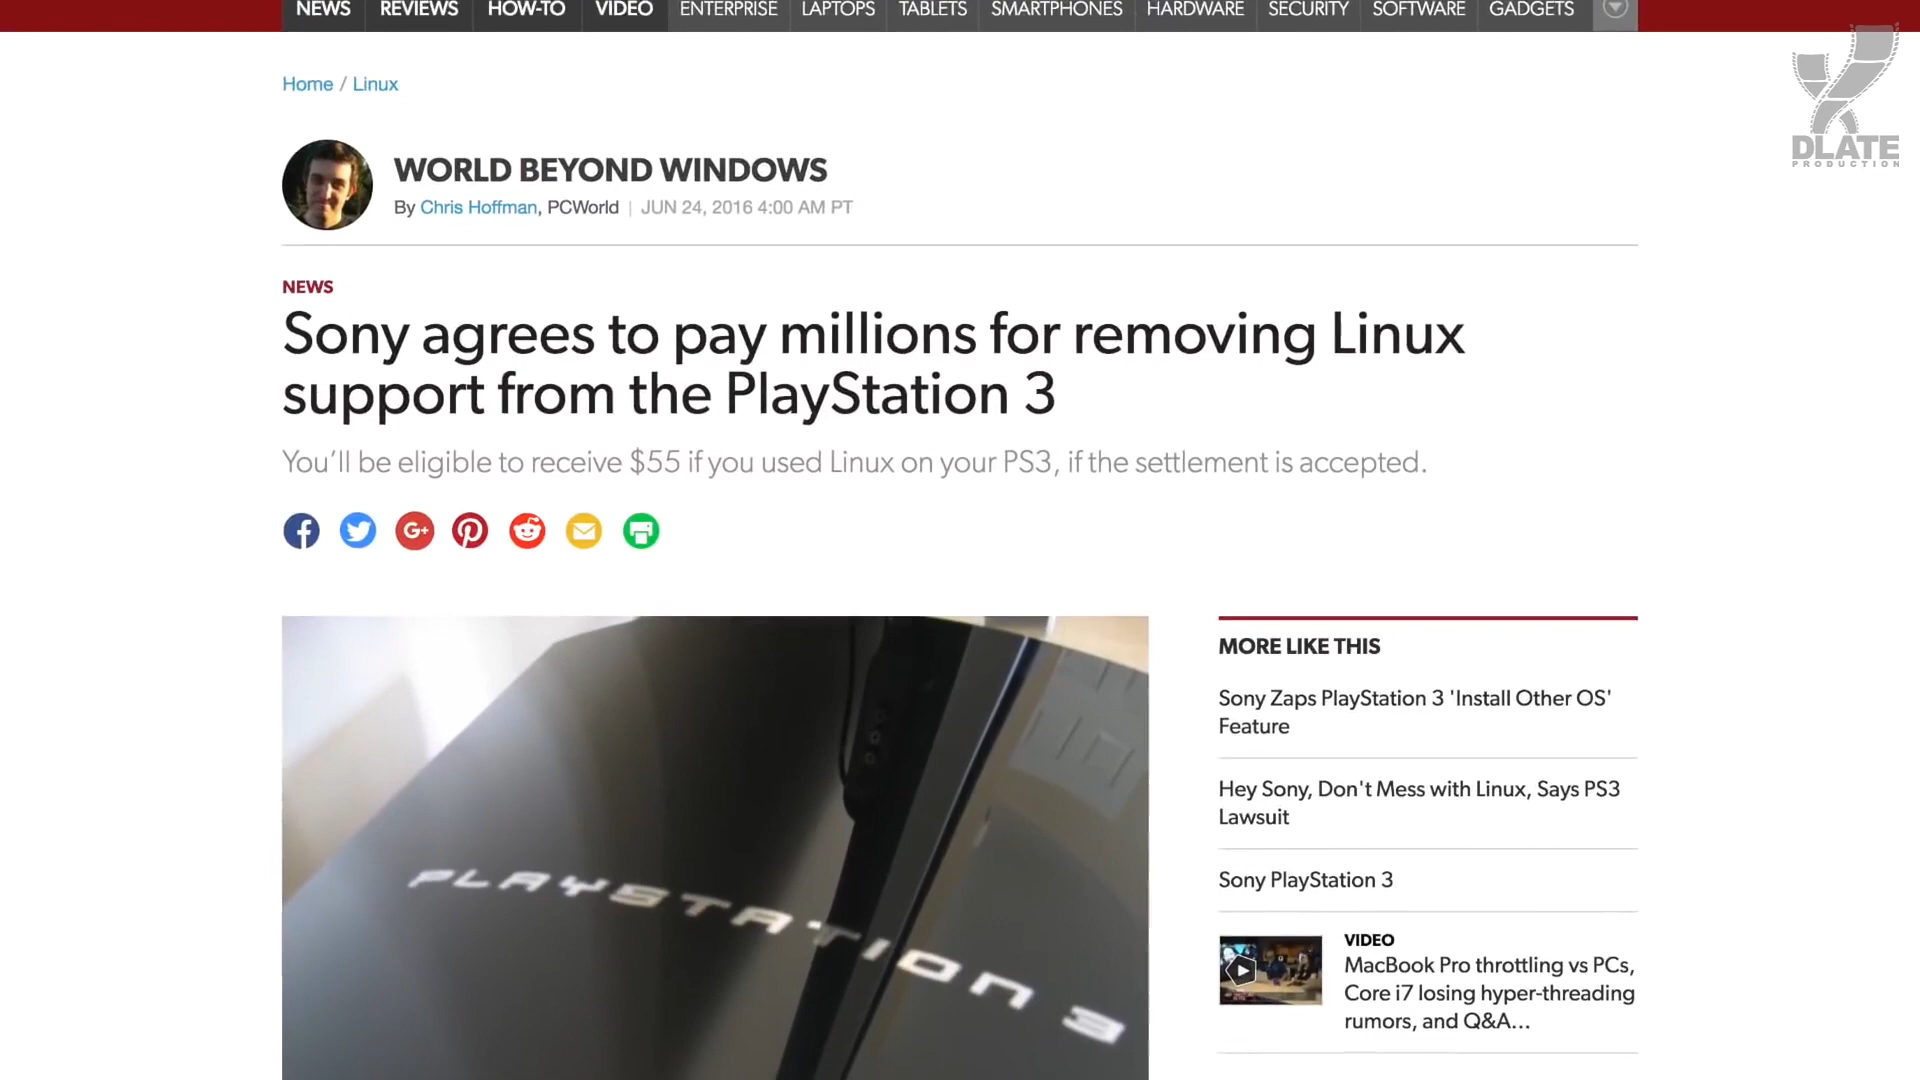 NEWS REVIEWS HOW-TO VIDEO ENTERPRISE LAPTOPS TABLETS SMARTPHONES HARDWARE SECURITY SOFTWARE GADGETS
DLATE
PRODUCTION
Home / Linux
WORLD BEYOND WINDOWS
By Chris Hoffman, PCWorld | JUN 24, 2016 4:00 AM PT
NEWS
Sony agrees to pay millions for removing Linux
support from the PlayStation 3
You'll be eligible to receive $55 if you used Linux on your PS3, if the settlement is accepted.
G+
PLAYSTATION 3
MORE LIKE THIS
Sony Zaps PlayStation 3 'Install Other OS'
Feature
Hey Sony, Don't Mess with Linux, Says PS3
Lawsuit
Sony PlayStation 3
VIDEO
MacBook Pro throttling vs PCs,
Core i7 losing hyper-threading
rumors, and Q&A...